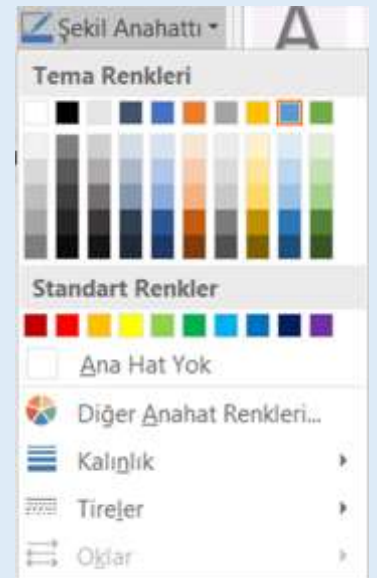 Şekil Anahattı
A
Tema Renkleri
Standart Renkler
Ana Hat Yok
Diğer Anahat Renkleri...
Kalınlık
Tireler
Oklar